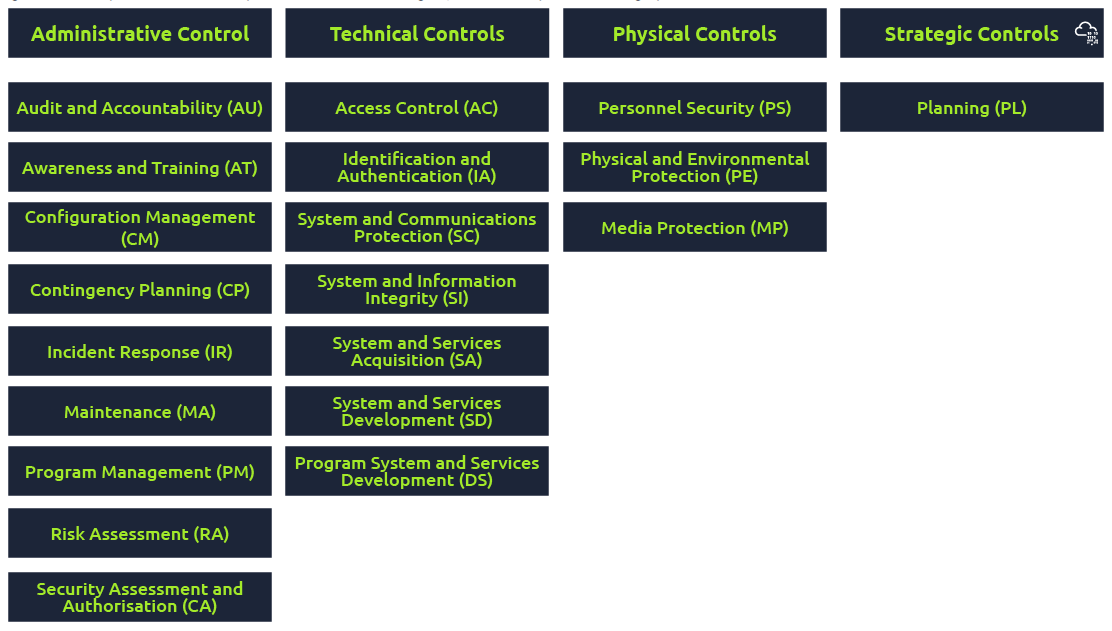 Administrative Control
Technical Controls
Physical Controls
Strategic Controls
Audit and Accountability (AU)
Access Control (AC)
Personnel Security (PS)
Planning (PL)
Awareness and Training (AT)
Identification and
Authentication (IA)
Physical and Environmental
Protection (PE)
Configuration Management
(CM)
System and Communications
Protection (SC)
Media Protection (MP)
Contingency Planning (CP)
System and Information
Integrity (SI)
Incident Response (IR)
System and Services
Acquisition (SA)
Maintenance (MA)
System and Services
Development (SD)
Program Management (PM)
Program System and Services
Development (DS)
Risk Assessment (RA)
Security Assessment and
Authorisation (CA)